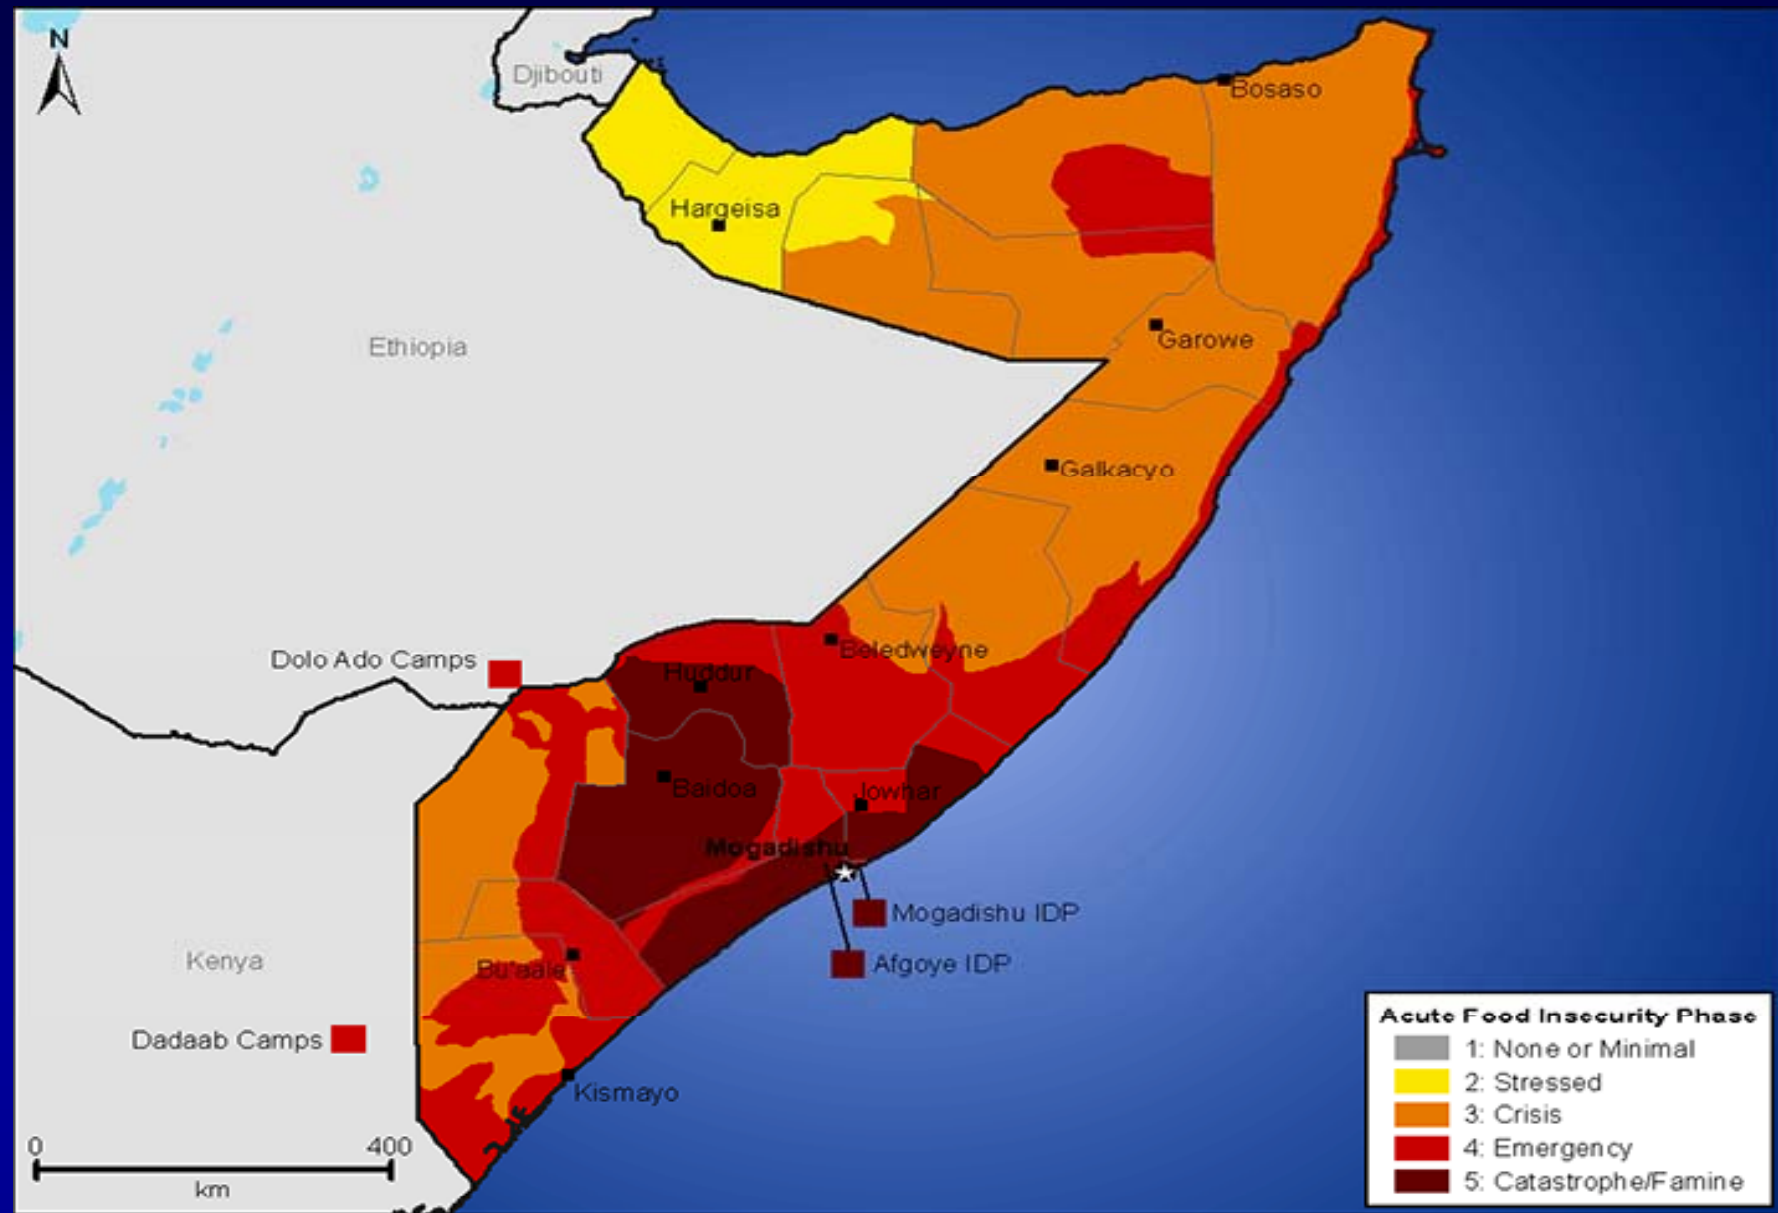 N
Djibouti
Bosaso
Hargeisa
Ethiopia
Garowe
Galkacyo
Dolo Ado Camps
Beledweyne
Huddur
Baidoa
Jowhar
Mogadishu
Mogadishu IDP
Kenya
Bu'aale
Afgoye IDP
Dadaab Camps
Kismayo
0 400
km
Acute Food Insecurity Phase
1: None or Minimal
2: Stressed
3: Crisis
4: Emergency
5: Catastrophe/Famine